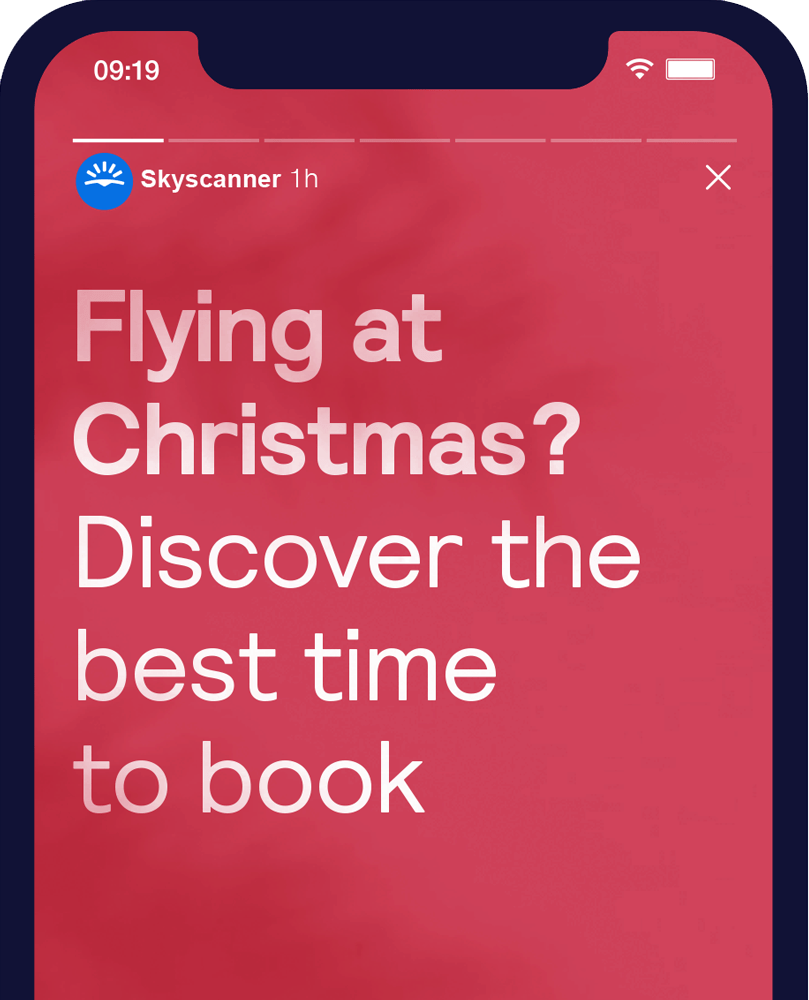 09:19
Skyscanner 1h
Flying at
Christmas?
Discover the
best time
to book